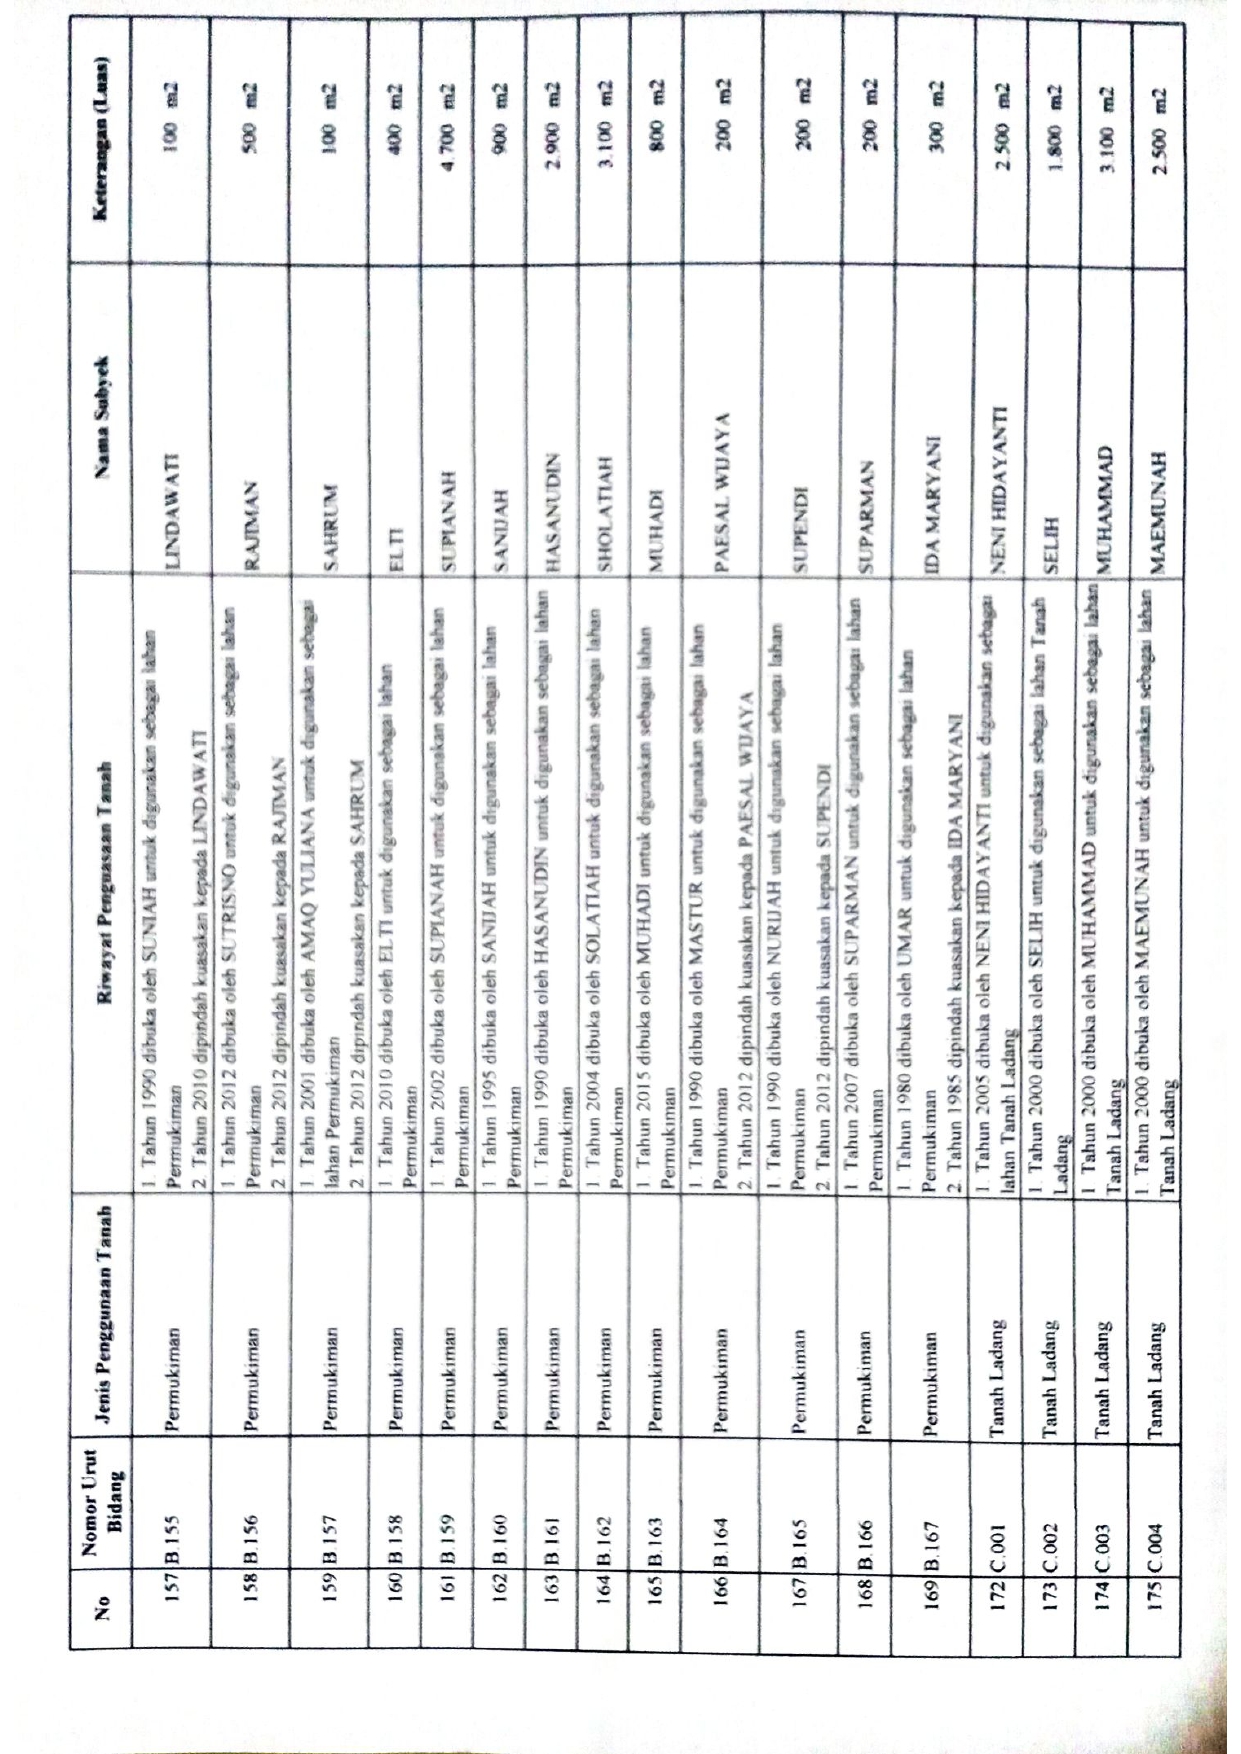 No
Nomor Urut
Bidang
Jenis Penggunaan Tanah
Riwayat Penguasaan Tanah
Nama Subyek
Keterangan (Luas)
157 B.155 Permukiman
1. Tahun 1990 dibuka oleh SUNIAH untuk digunakan sebagai lahan
Permukiman
2. Tahun 2010 dipindah kuasakan kepada LINDAWATI
LINDAWATI 100 m2
158 B.156 Permukiman
1. Tahun 2012 dibuka oleh SUTRISNO untuk digunakan sebagai lahan
Permukiman
2. Tahun 2012 dipindah kuasakan kepada RAJIMAN
RAJIMAN 500 m2
159 B.157 Permukiman
1. Tahun 2001 dibuka oleh AMAQ YULIANA untuk digunakan sebagai
lahan Permukiman
2. Tahun 2012 dipindah kuasakan kepada SAHRUM
SAHRUM 100 m2
160 B.158 Permukiman
1. Tahun 2010 dibuka oleh ELTI untuk digunakan sebagai lahan
Permukiman
ELTI 400 m2
161 B.159 Permukiman
1. Tahun 2002 dibuka oleh SUPIANAH untuk digunakan sebagai lahan
Permukiman
SUPIANAH 4.700 m2
162 B.160 Permukiman
1. Tahun 1995 dibuka oleh SANIJAH untuk digunakan sebagai lahan
Permukiman
SANIJAH 900 m2
163 B.161 Permukiman
1. Tahun 1990 dibuka oleh HASANUDIN untuk digunakan sebagai lahan
Permukiman
HASANUDIN 2.900 m2
164 B.162 Permukiman
1. Tahun 2004 dibuka oleh SOLATIAH untuk digunakan sebagai lahan
Permukiman
SHOLATIAH 3.100 m2
165 B.163 Permukiman
1. Tahun 2015 dibuka oleh MUHADI untuk digunakan sebagai lahan
Permukiman
MUHADI 800 m2
166 B.164 Permukiman
1. Tahun 1990 dibuka oleh MASTUR untuk digunakan sebagai lahan
Permukiman
2. Tahun 2012 dipindah kuasakan kepada PAESAL WIJAYA
PAESAL WIJAYA 200 m2
167 B.165 Permukiman
1. Tahun 1990 dibuka oleh NURIJAH untuk digunakan sebagai lahan
Permukiman
2. Tahun 2012 dipindah kuasakan kepada SUPENDI
SUPENDI 200 m2
168 B.166 Permukiman
1. Tahun 2007 dibuka oleh SUPARMAN untuk digunakan sebagai lahan
Permukiman
SUPARMAN 200 m2
169 B.167 Permukiman
1. Tahun 1980 dibuka oleh UMAR untuk digunakan sebagai lahan
Permukiman
2. Tahun 1985 dipindah kuasakan kepada IDA MARYANI
IDA MARYANI 300 m2
172 C.001 Tanah Ladang
1. Tahun 2005 dibuka oleh NENI HIDAYANTI untuk digunakan sebagai
lahan Tanah Ladang
NENI HIDAYANTI 2.500 m2
173 C.002 Tanah Ladang
1. Tahun 2000 dibuka oleh SELIH untuk digunakan sebagai lahan Tanah
Ladang
SELIH 1.800 m2
174 C.003 Tanah Ladang
1. Tahun 2000 dibuka oleh MUHAMMAD untuk digunakan sebagai lahan
Tanah Ladang
MUHAMMAD 3.100 m2
175 C.004 Tanah Ladang
1. Tahun 2000 dibuka oleh MAEMUNAH untuk digunakan sebagai lahan
Tanah Ladang
MAEMUNAH 2.500 m2